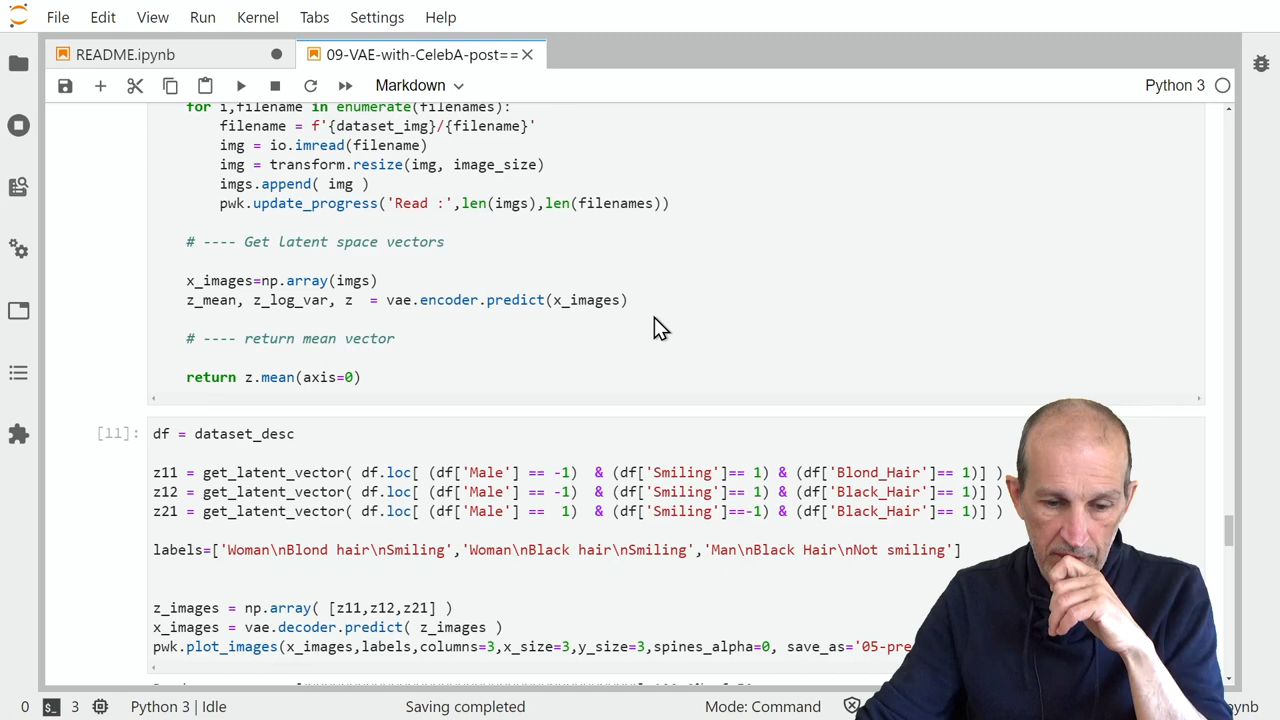 File Edit View Run Kernel Tabs Settings Help
README.ipynb
09-VAE-with-CelebA-post==
Markdown
Python 3
for i,filename in enumerate(filenames):
filename = f'{dataset_img}/{filename}'
img = io.imread(filename)
img = transform.resize(img, image_size)
imgs.append( img )
pwk.update_progress('Read :',len(imgs),len(filenames))
# ---- Get latent space vectors
x_images=np.array(imgs)
z_mean, z_log_var, z = vae.encoder.predict(x_images)
# ---- return mean vector
return z.mean(axis=0)
[11]:
df = dataset_desc
z11 = get_latent_vector( df.loc[ (df['Male'] == -1) & (df['Smiling']== 1) & (df['Blond_Hair']== 1)] )
z12 = get_latent_vector( df.loc[ (df['Male'] == -1) & (df['Smiling']== 1) & (df['Black_Hair']== 1)] )
z21 = get_latent_vector( df.loc[ (df['Male'] == 1) & (df['Smiling']==-1) & (df['Black_Hair']== 1)] )
labels=['Woman\nBlond hair\nSmiling','Woman\nBlack hair\nSmiling','Man\nBlack Hair\nNot smiling']
z_images = np.array( [z11,z12,z21] )
x_images = vae.decoder.predict( z_images )
pwk.plot_images(x_images,labels,columns=3,x_size=3,y_size=3,spines_alpha=0, save_as='05-pre
0 3 Python 3 | Idle Saving completed Mode: Command ynb